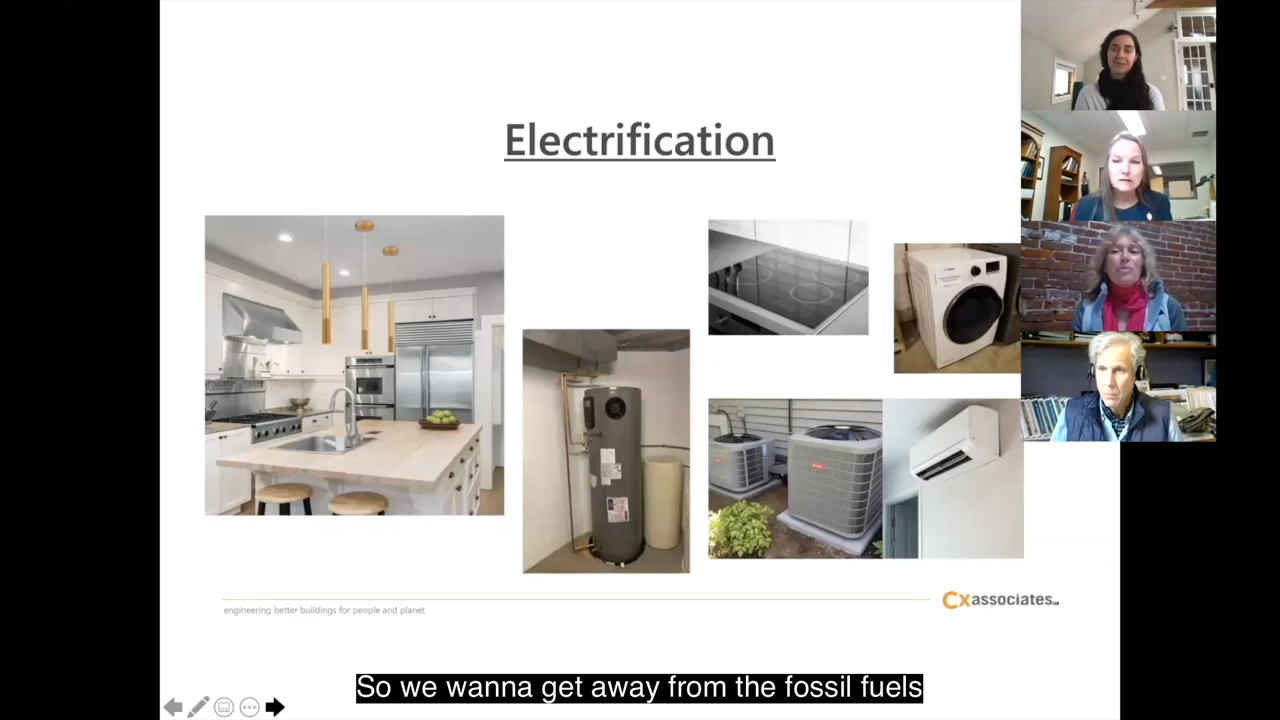 Electrification
engineering better buildings for people and planet
Cxassociates
So we wanna get away from the fossil fuels